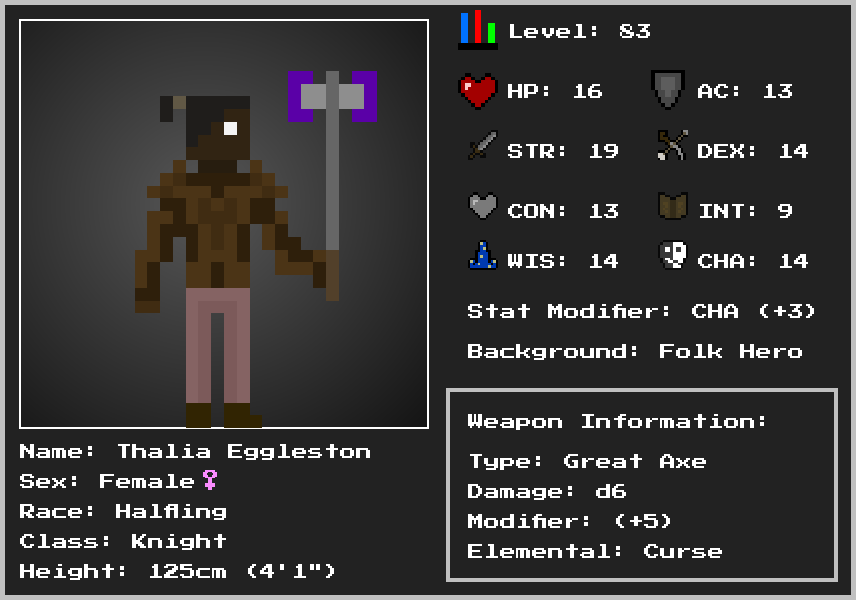 Level: 83
HP: 16
AC: 13
STR: 19
DEX: 14
CON: 13
INT: 9
WIS: 14
CHA: 14
Stat Modifier: CHA (+3)
Background: Folk Hero
Name: Thalia Eggleston
Sex: Female♀
Race: Halfling
Class: Knight
Height: 125cm (4'1")
Weapon Information:
Type: Great Axe
Damage: d6
Modifier: (+5)
Elemental: Curse